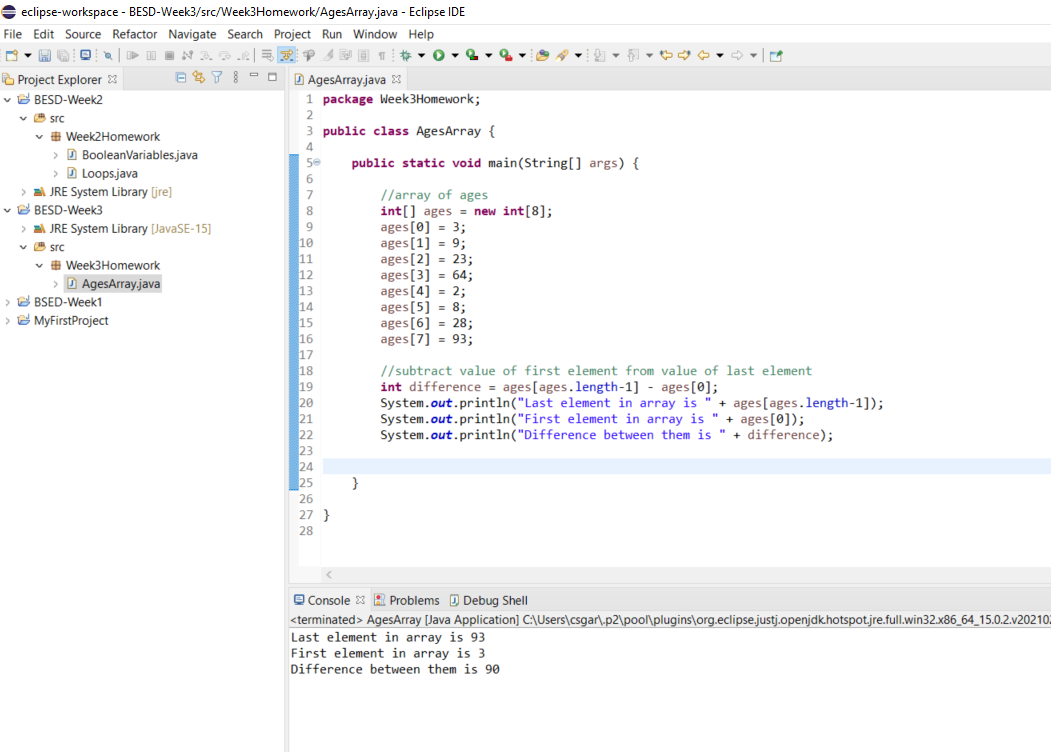 eclipse-workspace - BESD-Week3/src/Week3Homework/AgesArray.java - Eclipse IDE
File Edit Source Refactor Navigate Search Project Run Window Help
Project Explorer
BESD-Week2
src
Week2Homework
BooleanVariables.java
Loops.java
JRE System Library [jre]
BESD-Week3
JRE System Library [JavaSE-15]
src
Week3Homework
AgesArray.java
BSED-Week1
MyFirstProject
AgesArray.java
1 package Week3Homework;
2
3 public class AgesArray {
4
5 public static void main(String[] args) {
6
7 //array of ages
8 int[] ages = new int[8];
9 ages[0] = 3;
10 ages[1] = 9;
11 ages[2] = 23;
12 ages[3] = 64;
13 ages[4] = 2;
14 ages[5] = 8;
15 ages[6] = 28;
16 ages[7] = 93;
17
18 //subtract value of first element from value of last element
19 int difference = ages[ages.length-1] - ages[0];
20 System.out.println("Last element in array is " + ages[ages.length-1]);
21 System.out.println("First element in array is " + ages[0]);
22 System.out.println("Difference between them is " + difference);
23
24
25 }
26
27 }
28
Console Problems Debug Shell
<terminated> AgesArray [Java Application] C:\Users\csgar\.p2\pool\plugins\org.eclipse.justj.openjdk.hotspot.jre.full.win32.x86_64_15.0.2.v20210
Last element in array is 93
First element in array is 3
Difference between them is 90